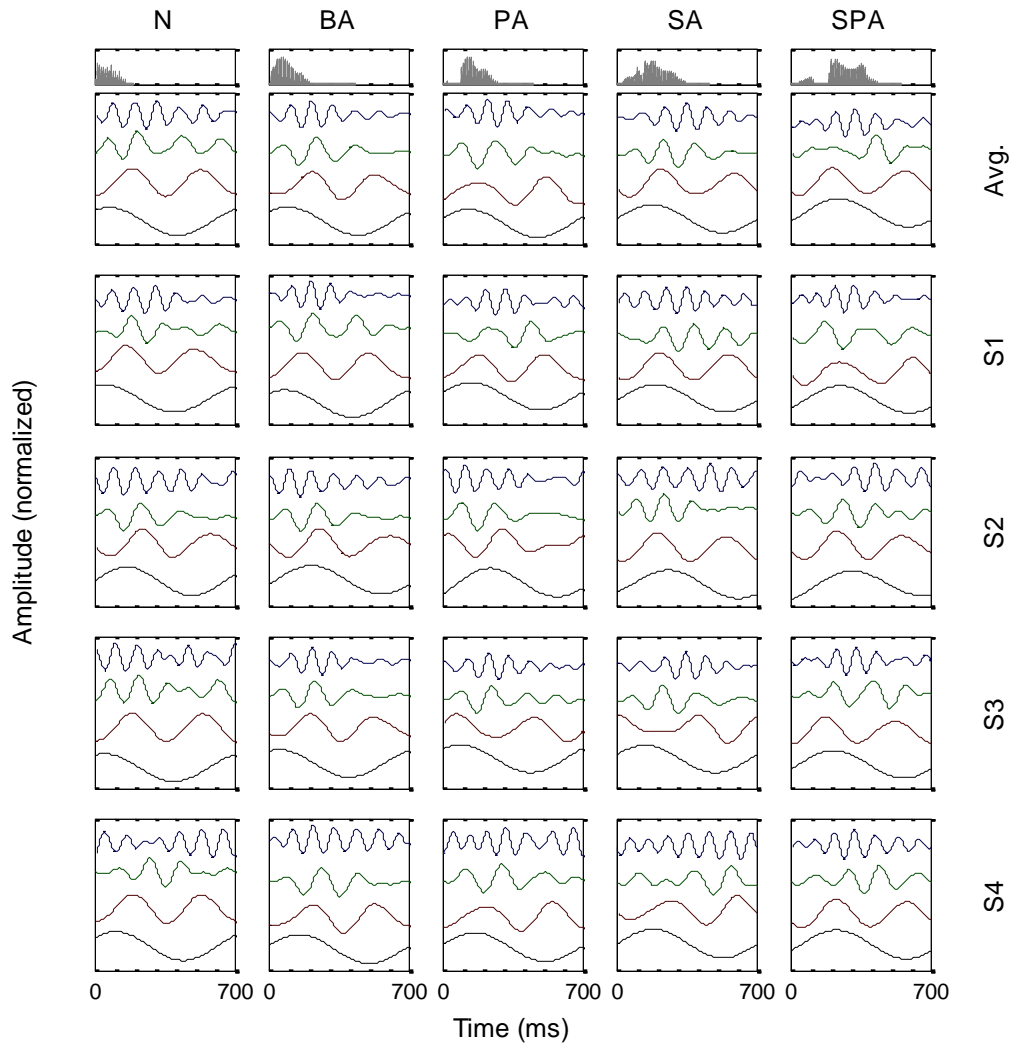 N BA PA SA SPA
Avg.
S1
S2
S3
S4
Amplitude (normalized)
0 700 0 700 0 700 0 700 0 700
Time (ms)